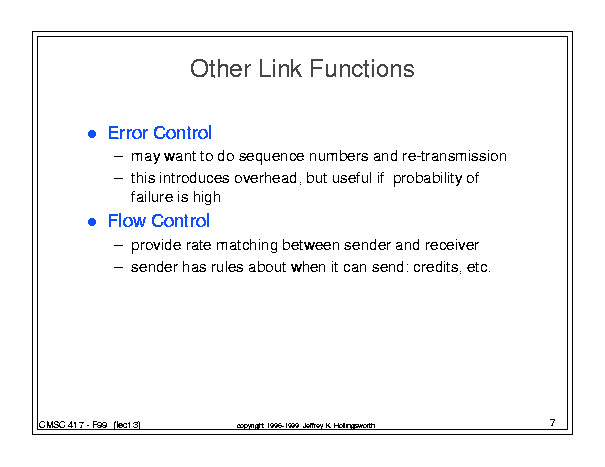 Other Link Functions
● Error Control
– may want to do sequence numbers and re-transmission
– this introduces overhead, but useful if probability of
failure is high
● Flow Control
– provide rate matching between sender and receiver
– sender has rules about when it can send: credits, etc.
CMSC 417 - F99 (lect 3)
copyright 1996-1999 Jeffrey K. Hollingsworth
7